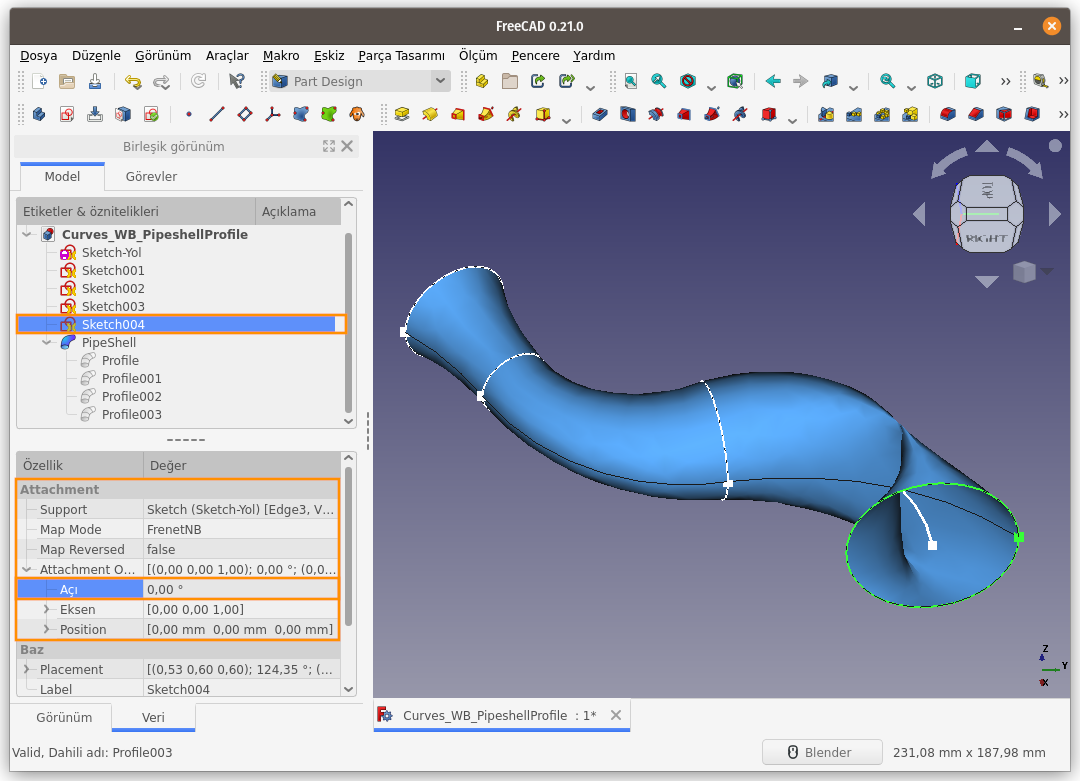 FreeCAD 0.21.0
Dosya Düzenle Görünüm Araçlar Makro Eskiz Parça Tasarımı Ölçüm Pencere Yardım
Part Design
Birleşik görünüm
Model Görevler
Etiketler & öznitelikleri Açıklama
Curves_WB_PipeshellProfile
Sketch-Yol
Sketch001
Sketch002
Sketch003
Sketch004
PipeShell
Profile
Profile001
Profile002
Profile003
Özellik Değer
Attachment
Support Sketch (Sketch-Yol) [Edge3, V...
Map Mode FrenetNB
Map Reversed false
Attachment O... [(0,00 0,00 1,00); 0,00 °; (0,0...
Açı 0,00 °
Eksen [0,00 0,00 1,00]
Position [0,00 mm 0,00 mm 0,00 mm]
Baz
Placement [(0,53 0,60 0,60); 124,35 °; (...
Label Sketch004
Görünüm Veri
RIGHT
Z
Y
X
Curves_WB_PipeshellProfile : 1*
Valid, Dahili adı: Profile003
Blender 231,08 mm x 187,98 mm